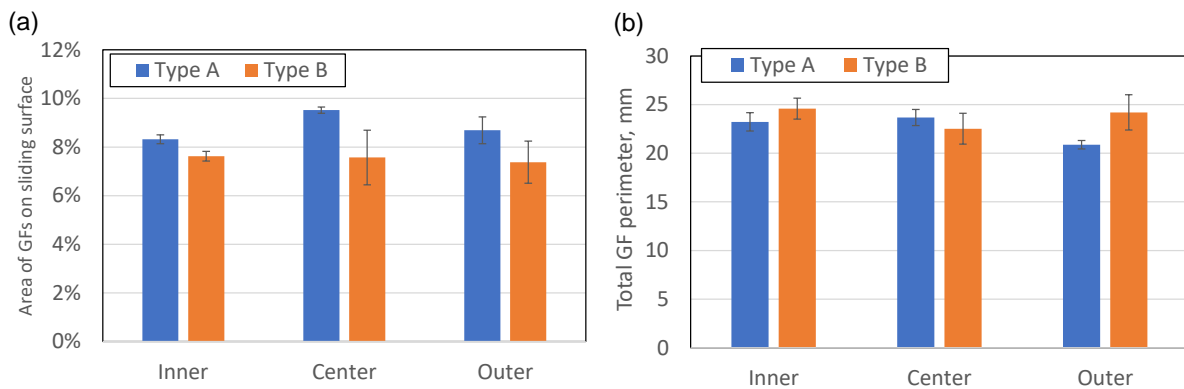 (a)
Area of GFs on sliding surface
12%
10%
8%
6%
4%
2%
0%
Type A Type B
Inner Center Outer
(b)
Total GF perimeter, mm
30
25
20
15
10
5
0
Type A Type B
Inner Center Outer